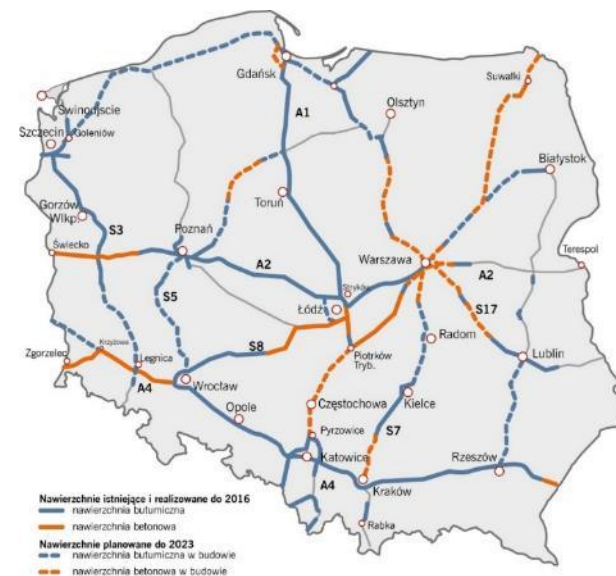 Gdańsk
Suwałki
Świnoujście
A1
Olsztyn
Szczecin
Goleniów
Białystok
Gorzów
Wlkp.
Toruń
S3
Poznań
Świecko
A2
Warszawa
Terespol
Stryków
A2
S5
Łódź
S17
Radom
Zgorzelec
Krzyżowa
S8
Piotrków
Tryb.
Lublin
Legnica
A4
Wrocław
Częstochowa
Kielce
Opole
Pyrzowice
S7
Katowice
Rzeszów
A4
Kraków
Rabka
Nawierzchnie istniejące i realizowane do 2016
nawierzchnia butumiczna
nawierzchnia betonowa
Nawierzchnie planowane do 2023
nawierzchnia butumiczna w budowie
nawierzchnia betonowa w budowie